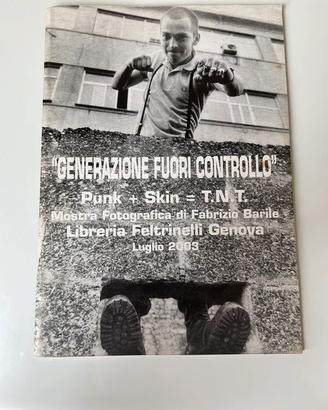 "GENERAZIONE FUORI CONTROLLO"
Punk + Skin = T.N.T.
Mostra Fotografica di Fabrizio Barile
Libreria Feltrinelli Genova
Luglio 2003